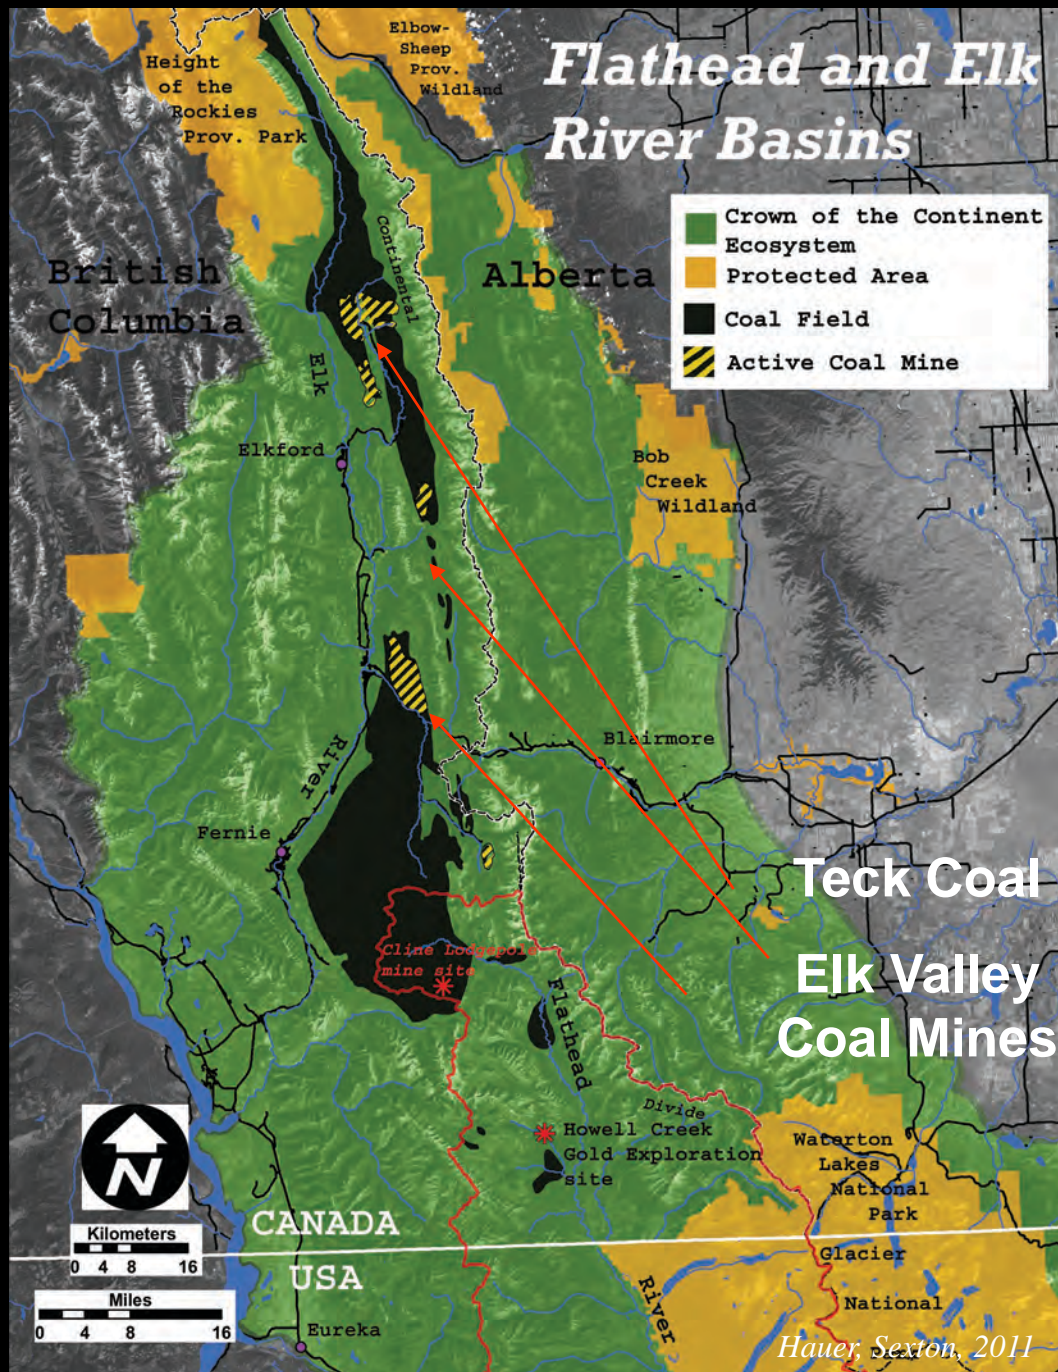 Flathead and Elk
River Basins
Crown of the Continent
Ecosystem
Protected Area
Coal Field
Active Coal Mine
Height
of the
Rockies
Prov. Park
Elbow-
Sheep
Prov.
Wildland
British
Columbia
Alberta
Continental
Elk
Elkford
Bob
Creek
Wildland
River
Blairmore
Fernie
Teck Coal
Elk Valley
Coal Mines
Cline Lodgepole
mine site
Flathead
Divide
Howell Creek
Gold Exploration
site
Waterton
Lakes
National
Park
N
CANADA
USA
Kilometers
0 4 8 16
Miles
0 4 8 16
Eureka
River
Glacier
National
Park
Hauer, Sexton, 2011